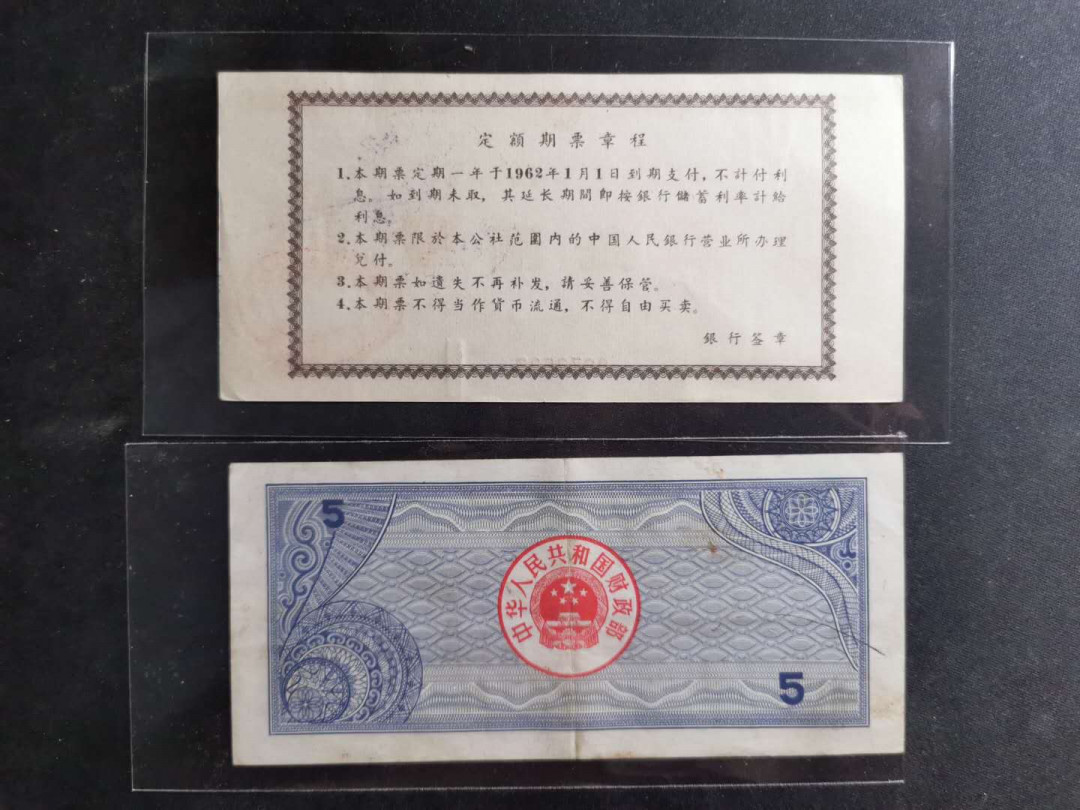 定額期票章程
1.本期票定期一年于1962年1月1日到期支付,不計付利
息。如到期未取,其延长期間即按銀行儲蓄利率計給
利息。
2.本期票限於本公社范圍内的中国人民銀行营业所办理
兌付。
3.本期票如遺失不再补发,請妥善保管。
4.本期票不得当作貨币流通,不得自由买卖。
銀行签章
5
中华人民共和国财政部
5